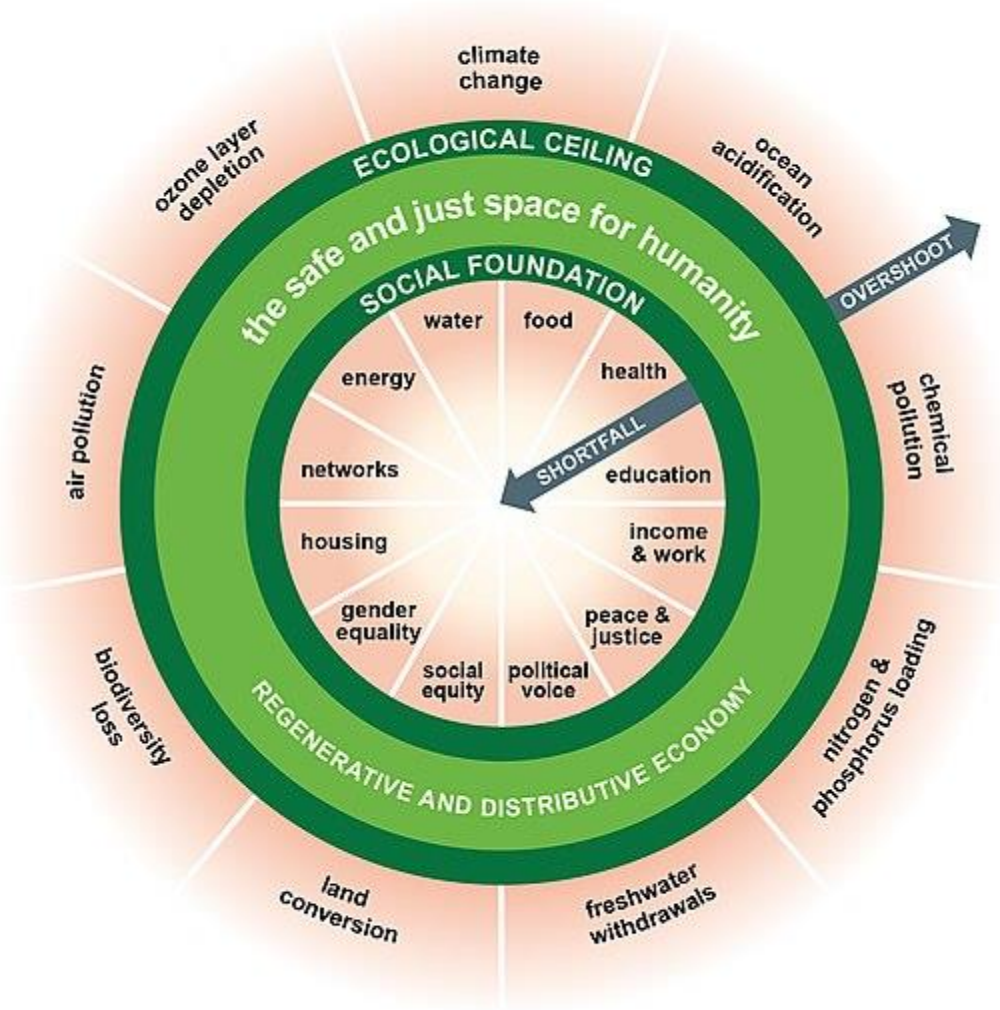 climate
change
ozone layer
depletion
ocean
acidification
ECOLOGICAL CEILING
the safe and just space for humanity
SOCIAL FOUNDATION
OVERSHOOT
water
food
energy
health
SHORTFALL
air pollution
chemical
pollution
networks
education
housing
income
& work
gender
equality
peace &
justice
social
equity
political
voice
REGENERATIVE AND DISTRIBUTIVE ECONOMY
biodiversity
loss
nitrogen &
phosphorus loading
land
conversion
freshwater
withdrawals